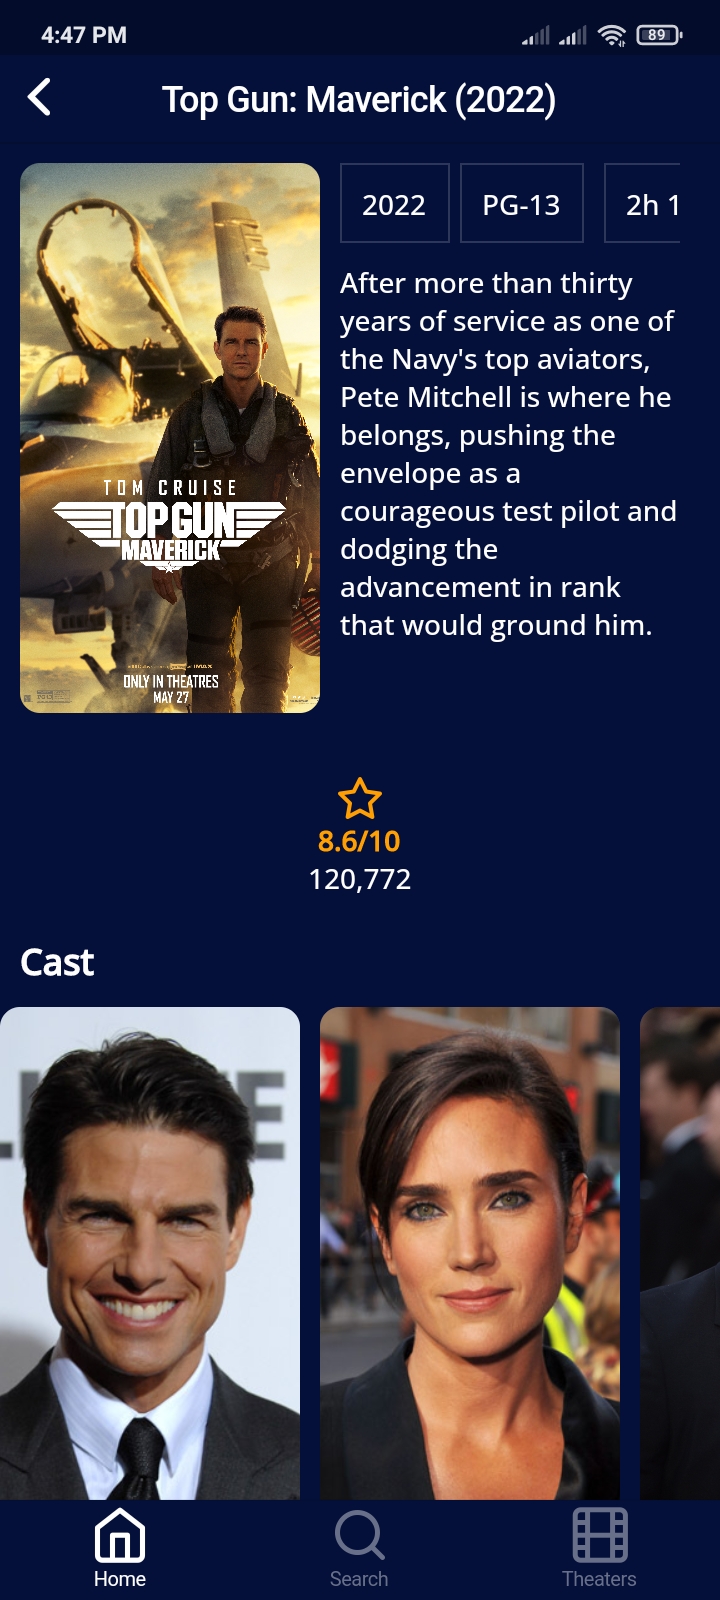 4:47 PM
89
Top Gun: Maverick (2022)
2022
PG-13
2h 1
After more than thirty
years of service as one of
the Navy's top aviators,
Pete Mitchell is where he
belongs, pushing the
envelope as a
courageous test pilot and
dodging the
advancement in rank
that would ground him.
TOM CRUISE
TOP GUN
MAVERICK
ONLY IN THEATRES
MAY 27
8.6/10
120,772
Cast
Home
Search
Theaters